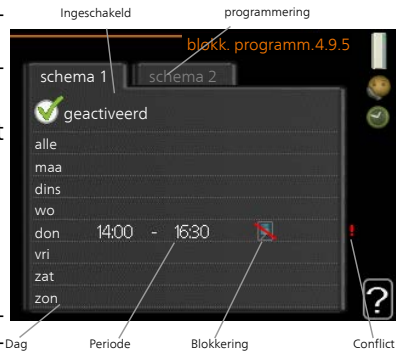 Ingeschakeld programmering
blokk. programm.4.9.5
schema 1 schema 2
geactiveerd
alle
maa
dins
wo
don 14:00 - 16:30 !
vri
zat
zon
?
Dag Periode Blokkering Conflict